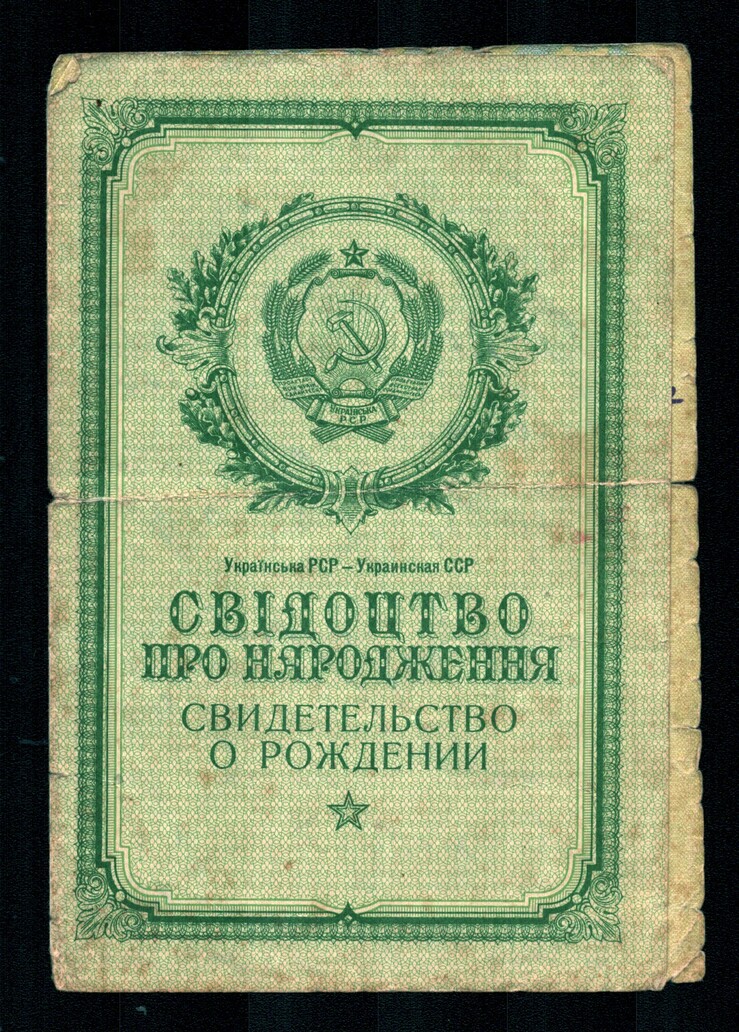 УКРАЇНСЬКА
Р.С.Р.
Українська РСР – Украинская ССР
СВІДОЦТВО
ПРО НАРОДЖЕННЯ
СВИДЕТЕЛЬСТВО
О РОЖДЕНИИ